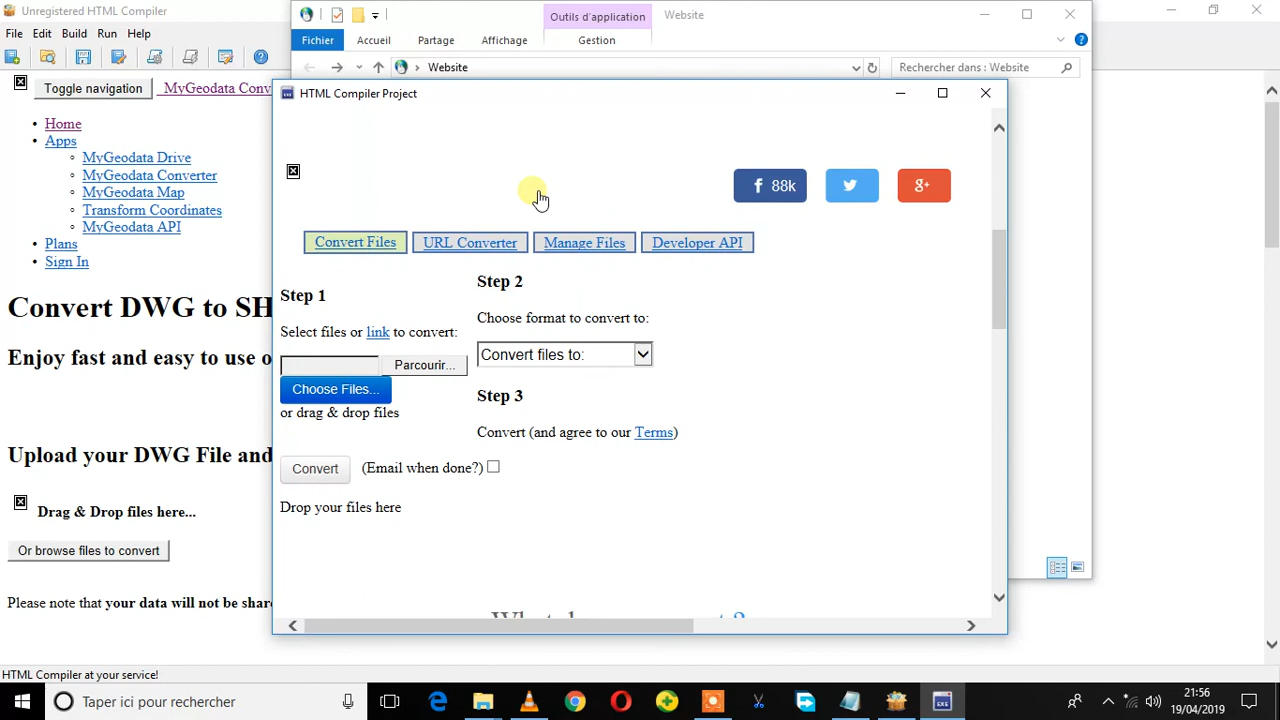 Unregistered HTML Compiler
File Edit Build Run Help
Toggle navigation MyGeodata Conv
Home
Apps
MyGeodata Drive
MyGeodata Converter
MyGeodata Map
Transform Coordinates
MyGeodata API
Plans
Sign In
Convert DWG to SH
Enjoy fast and easy to use o
Upload your DWG File and
Drag & Drop files here...
Or browse files to convert
Please note that your data will not be share
HTML Compiler at your service!
Outils d'application Website
Fichier Accueil Partage Affichage Gestion
Website
Rechercher dans : Website
HTML Compiler Project
88k
g+
Convert Files URL Converter Manage Files Developer API
Step 1
Select files or link to convert:
Parcourir...
Choose Files...
or drag & drop files
Step 2
Choose format to convert to:
Convert files to:
Step 3
Convert (and agree to our Terms)
Convert (Email when done?)
Drop your files here
Taper ici pour rechercher
EXE
21:56
19/04/2019